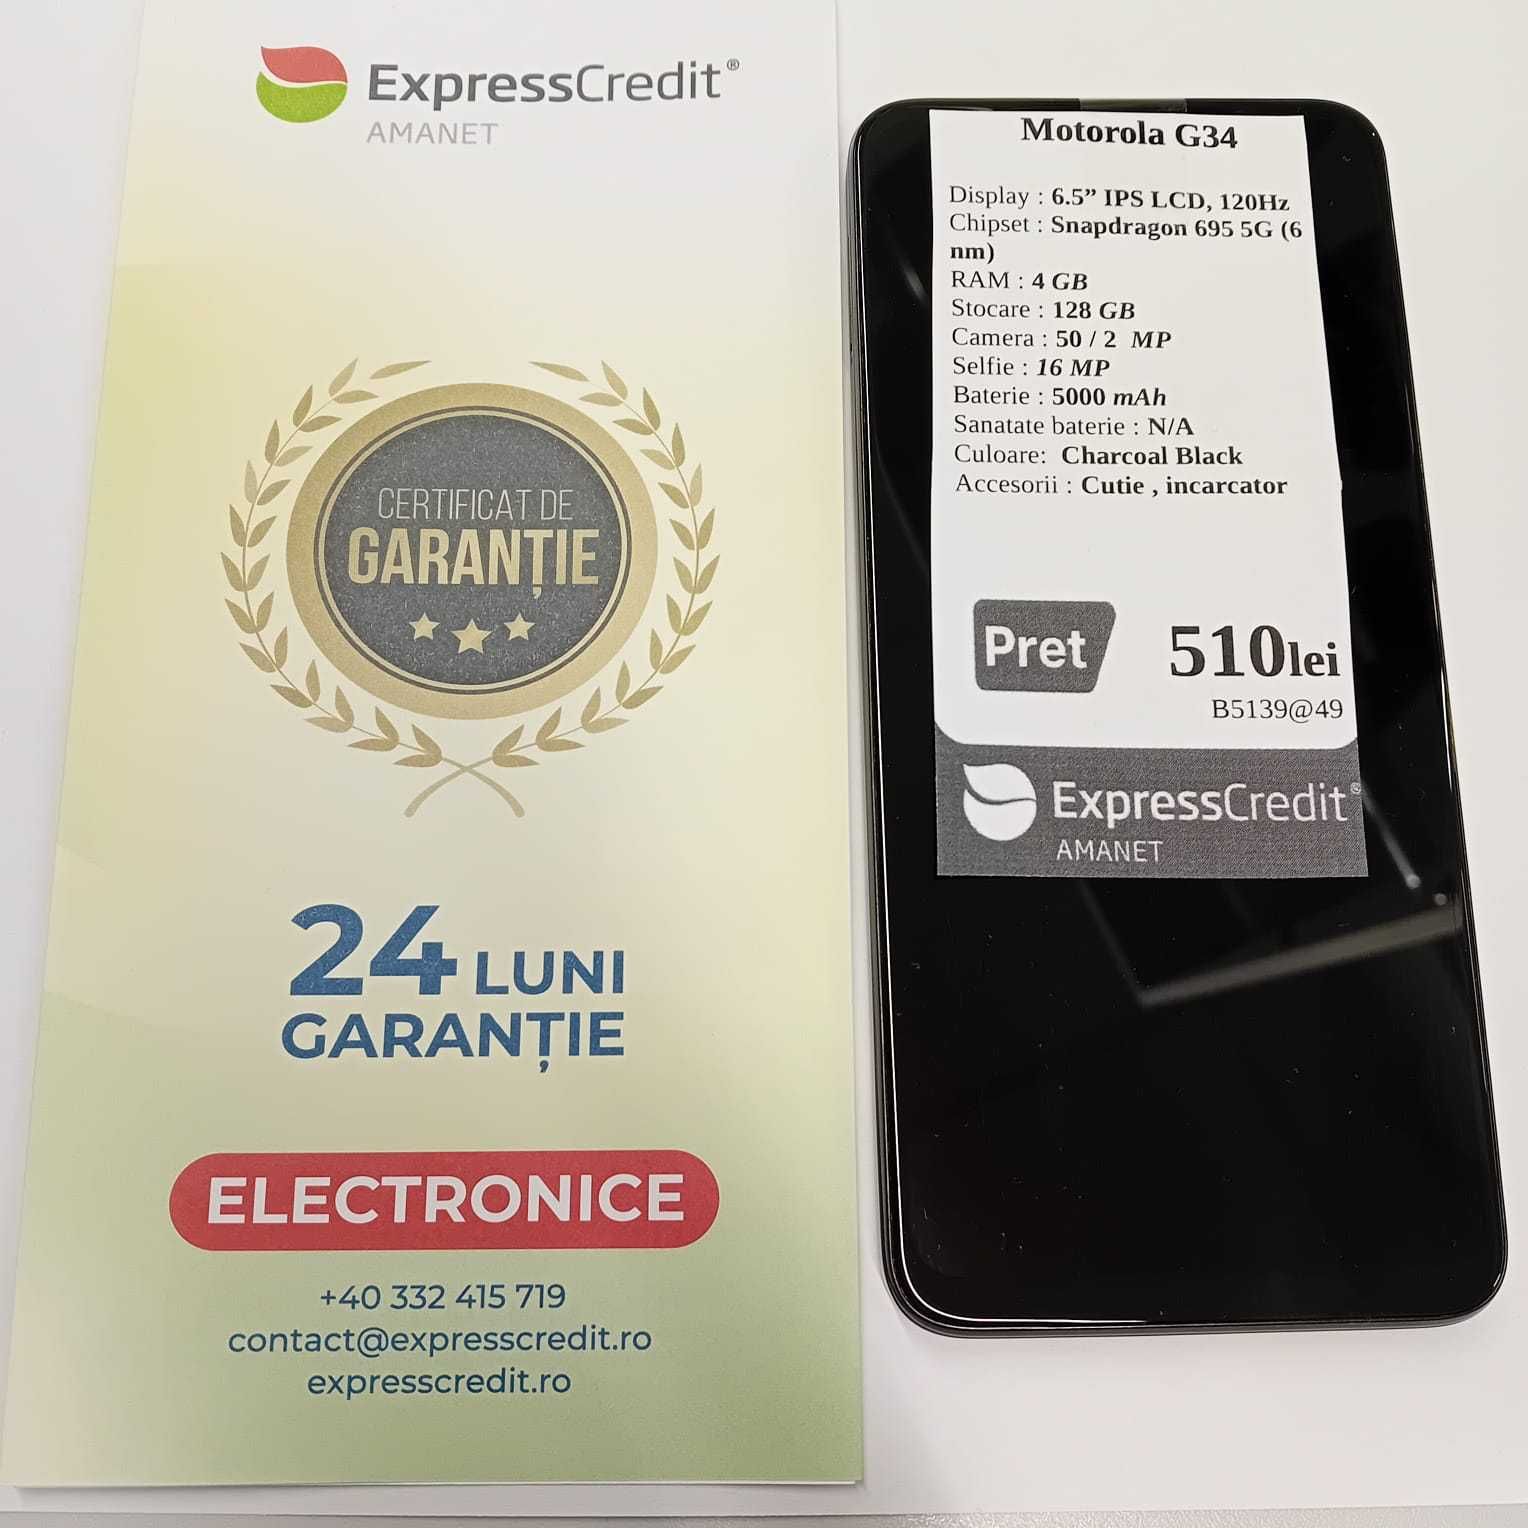 ExpressCredit®
AMANET
CERTIFICAT DE
GARANȚIE
24 LUNI
GARANȚIE
ELECTRONICE
+40 332 415 719
contact@expresscredit.ro
expresscredit.ro
Motorola G34
Display : 6.5” IPS LCD, 120Hz
Chipset : Snapdragon 695 5G (6
nm)
RAM : 4 GB
Stocare : 128 GB
Camera : 50 / 2 MP
Selfie : 16 MP
Baterie : 5000 mAh
Sanatate baterie : N/A
Culoare: Charcoal Black
Accesorii : Cutie , incarcator
Pret 510lei
B5139@49
ExpressCredit®
AMANET